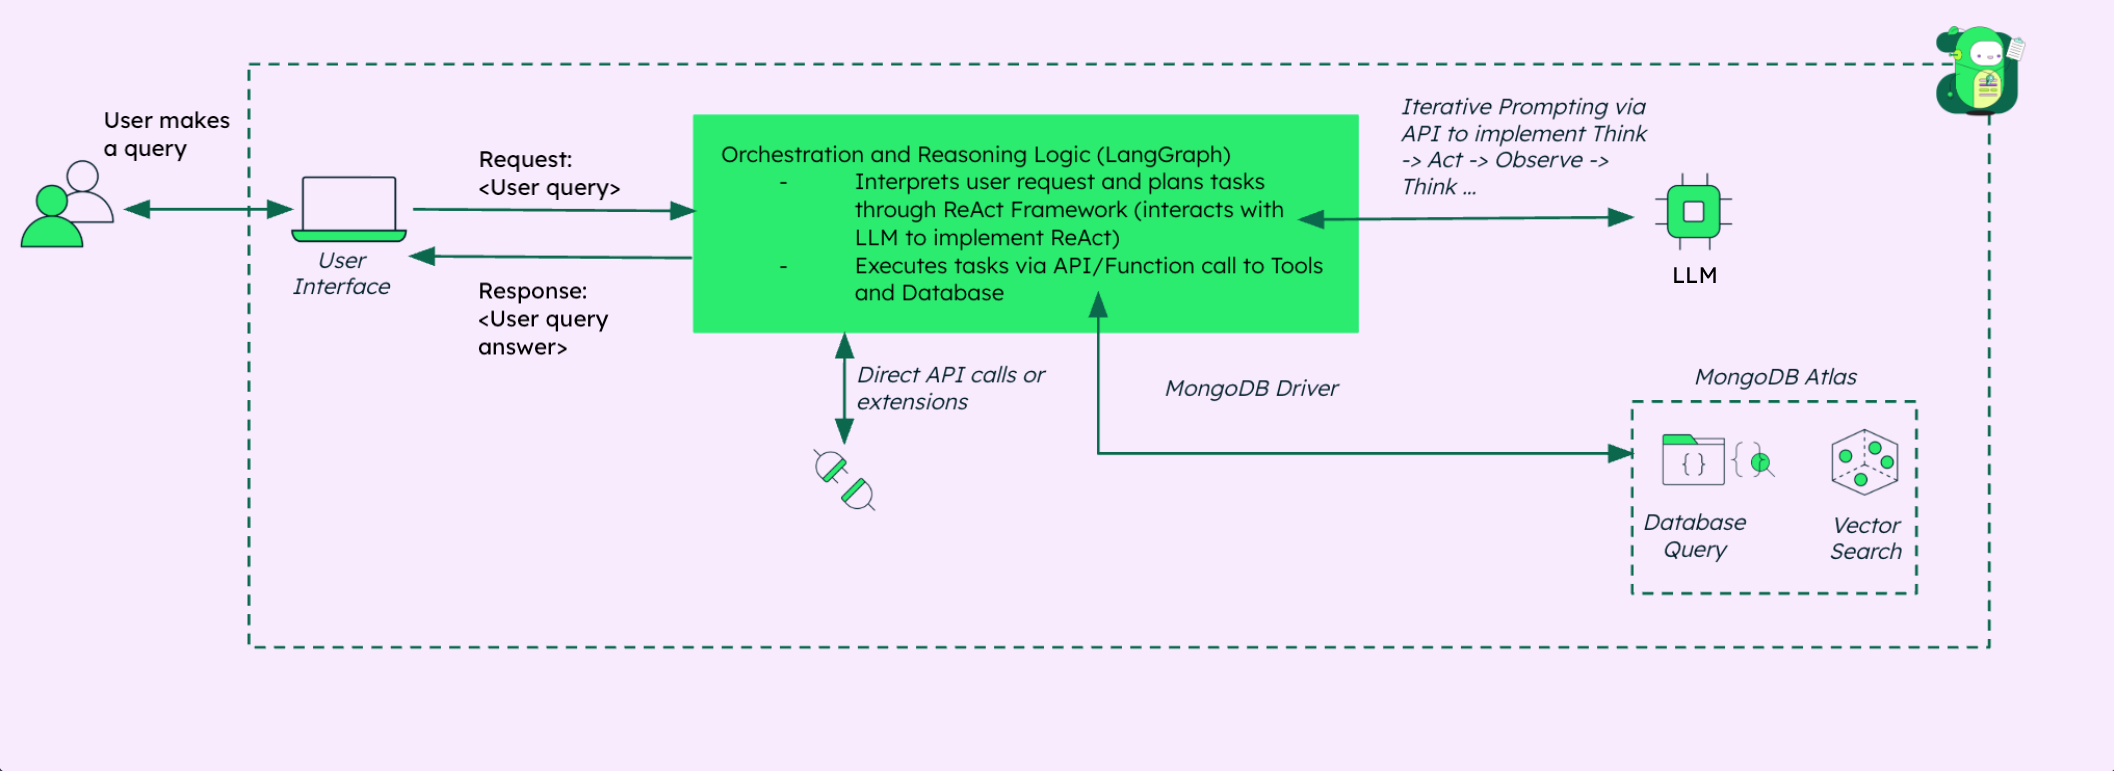 User makes
a query
User
Interface
Request:
<User query>
Response:
<User query
answer>
Orchestration and Reasoning Logic (LangGraph)
- Interprets user request and plans tasks
through ReAct Framework (interacts with
LLM to implement ReAct)
- Executes tasks via API/Function call to Tools
and Database
Iterative Prompting via
API to implement Think
-> Act -> Observe ->
Think ...
LLM
Direct API calls or
extensions
MongoDB Driver
MongoDB Atlas
{ } { }
Database
Query
Vector
Search